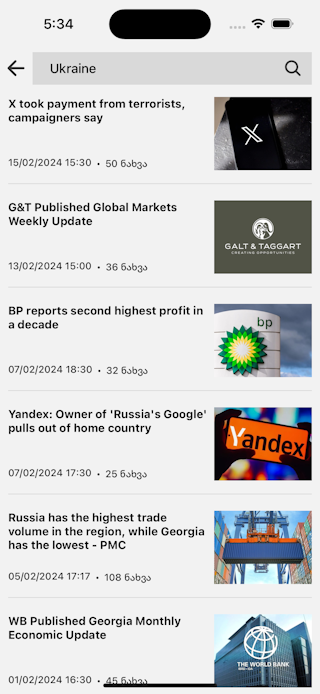 5:34
Ukraine
X took payment from terrorists,
campaigners say
15/02/2024 15:30 • 50 ნახვა
G&T Published Global Markets
Weekly Update
13/02/2024 15:00 • 36 ნახვა
GALT & TAGGART
CREATING OPPORTUNITIES
BP reports second highest profit in
a decade
07/02/2024 18:30 • 32 ნახვა
bp
Yandex: Owner of 'Russia's Google'
pulls out of home country
07/02/2024 17:30 • 25 ნახვა
Yandex
Russia has the highest trade
volume in the region, while Georgia
has the lowest - PMC
05/02/2024 17:17 • 108 ნახვა
WB Published Georgia Monthly
Economic Update
01/02/2024 16:30 • 45 ნახვა
THE WORLD BANK